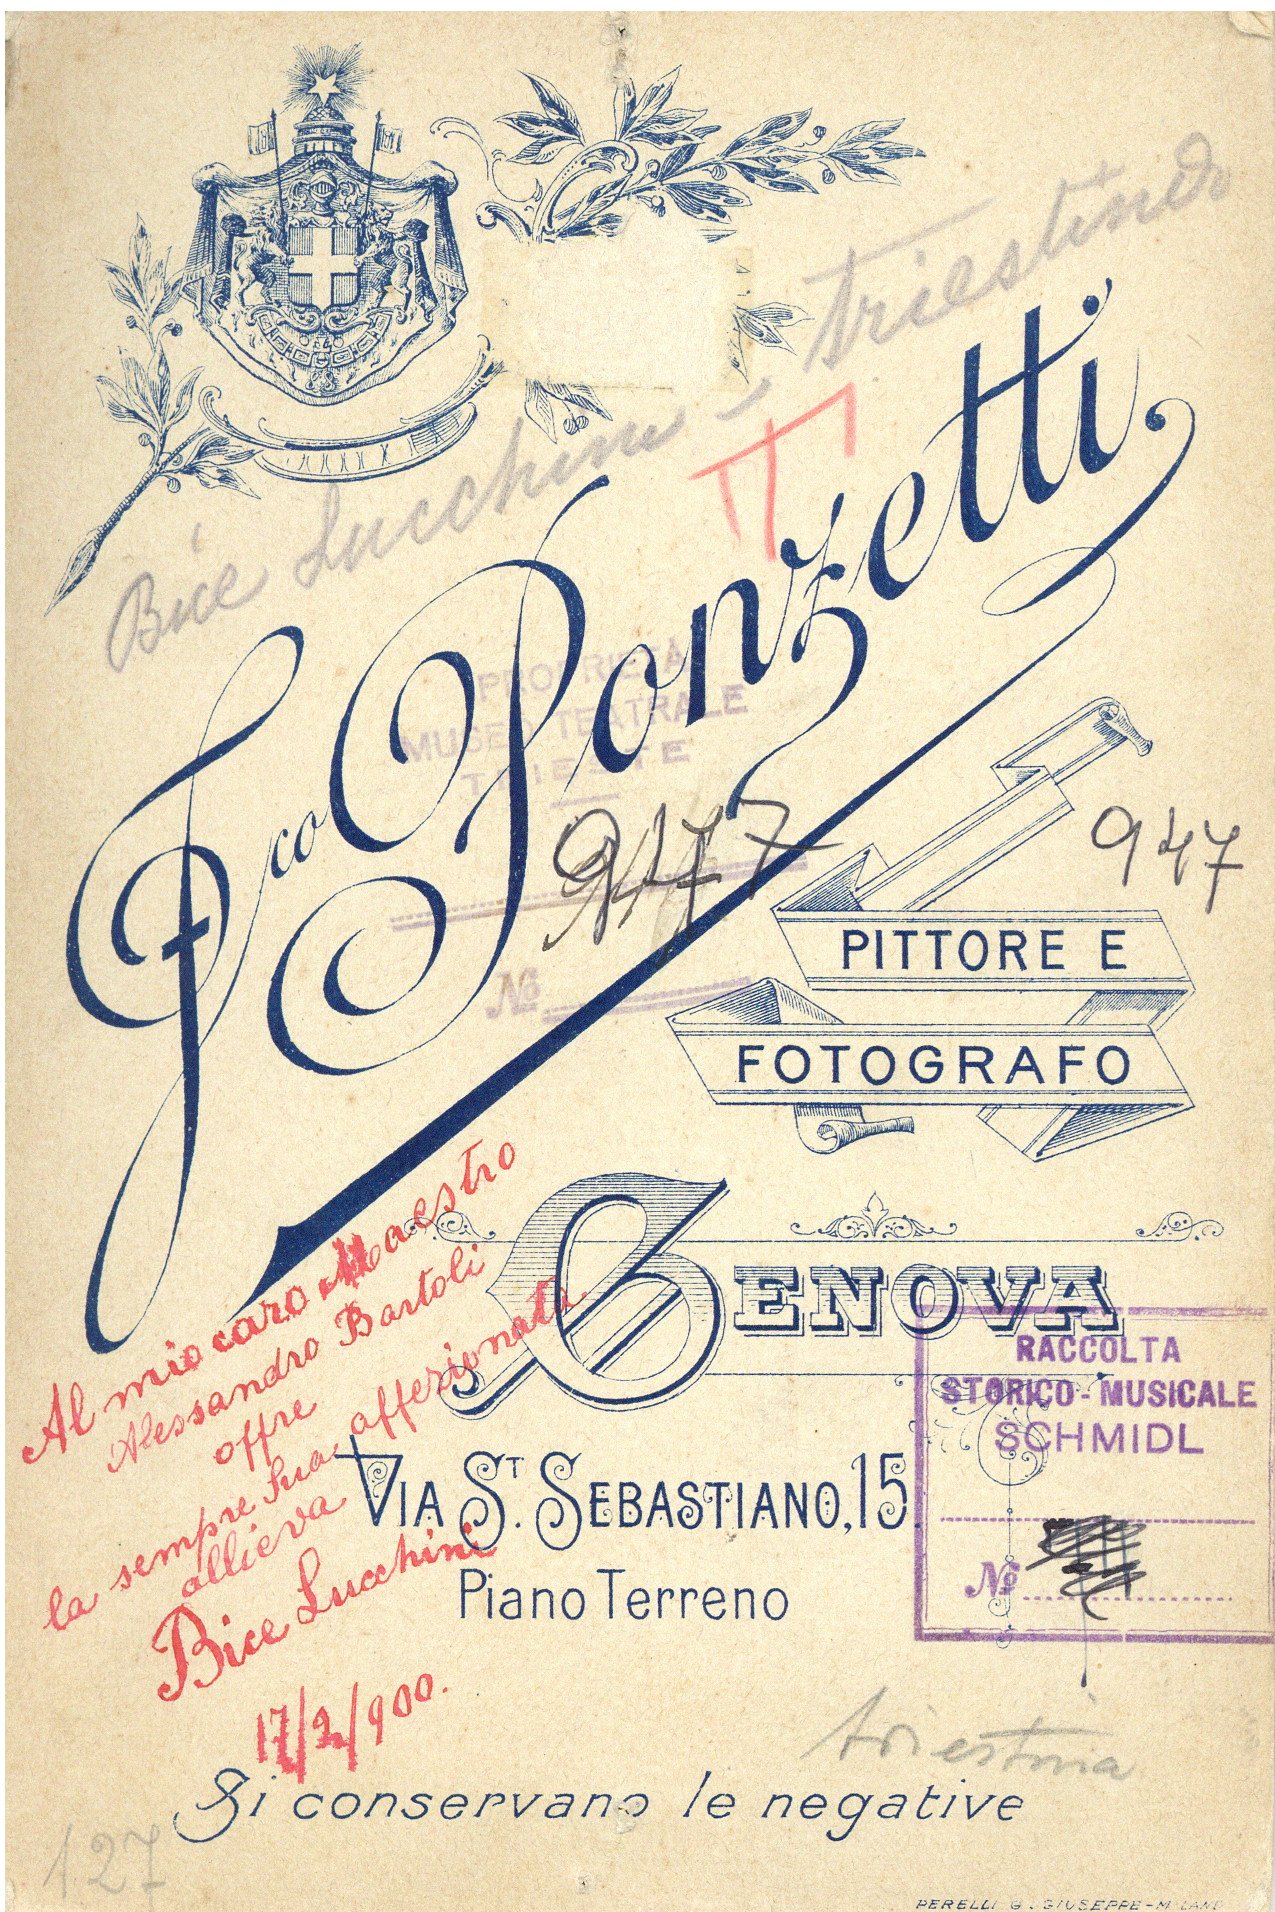 Bice Lucchini - triestina
F.co Ponzetti
PROPRIETÀ
MUSEO TEATRALE
TRIESTE
947
947
No
PITTORE E
FOTOGRAFO
GENOVA
VIA ST. SEBASTIANO, 15.
Piano Terreno
Al mio caro Maestro
Alessandro Bartoli
offre
la sempre Sua affezionata
allieva
Bice Lucchini
17/2/900.
RACCOLTA
STORICO-MUSICALE
SCHMIDL
No
triestina
Si conservano le negative
127
PERELLI G. GIUSEPPE - MILANO